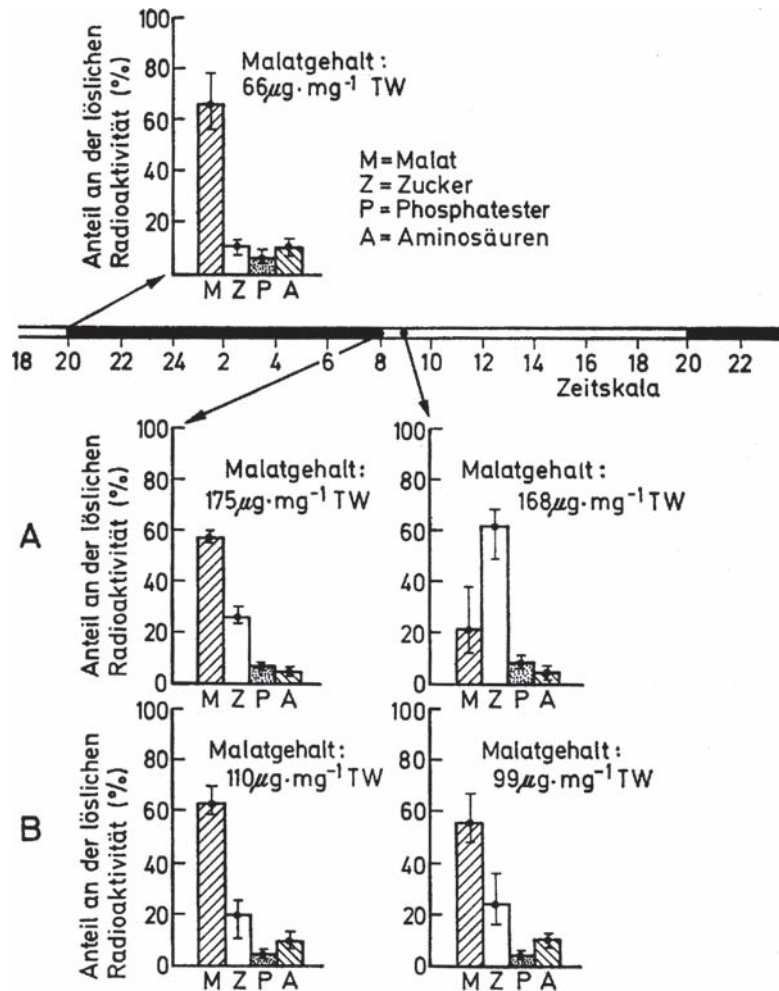 Anteil an der löslichen
Radioaktivität (%)
100
80
60
40
20
Malatgehalt:
66µg·mg⁻¹ TW
M=Malat
Z=Zucker
P=Phosphatester
A=Aminosäuren
M Z P A
18 20 22 24 2 4 6 8 10 12 14 16 18 20 22
Zeitskala
A
Anteil an der löslichen
Radioaktivität (%)
100
80
60
40
20
0
Malatgehalt:
175µg·mg⁻¹ TW
M Z P A
100
80
60
40
20
0
Malatgehalt:
168µg·mg⁻¹ TW
M Z P A
B
Anteil an der löslichen
Radioaktivität (%)
100
80
60
40
20
0
Malatgehalt:
110µg·mg⁻¹ TW
M Z P A
100
80
60
40
20
0
Malatgehalt:
99µg·mg⁻¹ TW
M Z P A